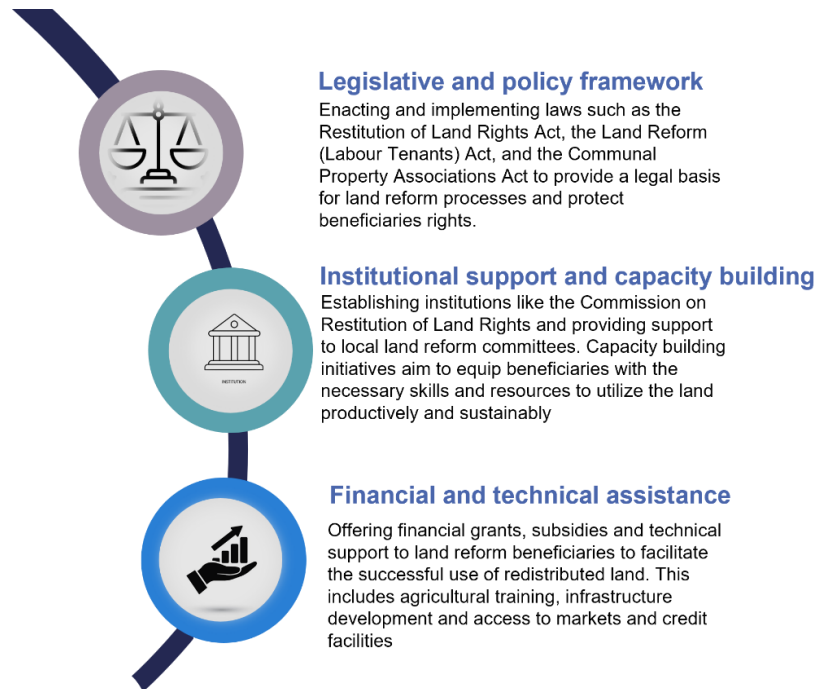 Legislative and policy framework
Enacting and implementing laws such as the
Restitution of Land Rights Act, the Land Reform
(Labour Tenants) Act, and the Communal
Property Associations Act to provide a legal basis
for land reform processes and protect
beneficiaries rights.
Institutional support and capacity building
Establishing institutions like the Commission on
Restitution of Land Rights and providing support
to local land reform committees. Capacity building
initiatives aim to equip beneficiaries with the
necessary skills and resources to utilize the land
productively and sustainably
INSTITUTION
Financial and technical assistance
Offering financial grants, subsidies and technical
support to land reform beneficiaries to facilitate
the successful use of redistributed land. This
includes agricultural training, infrastructure
development and access to markets and credit
facilities